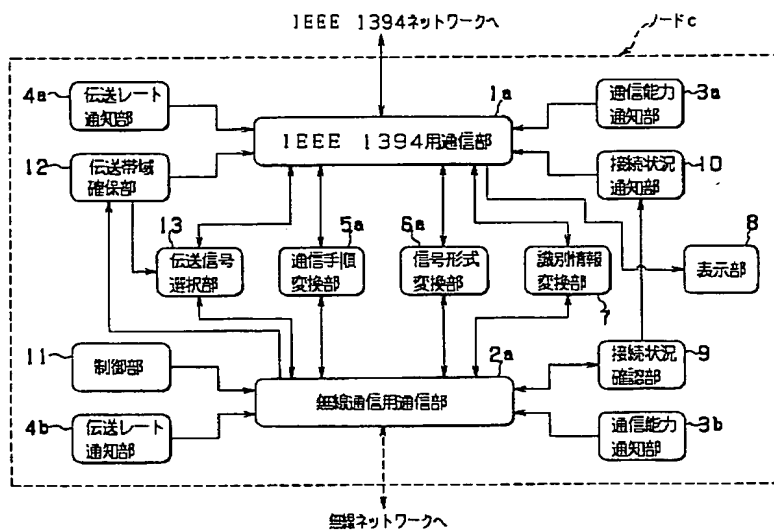 IEEE 1394ネットワークへ
ノードc
4a
伝送レート
通知部
1a
IEEE 1394用通信部
通信能力
通知部
3a
12
伝送帯域
確保部
接続状況
通知部
10
13
伝送信号
選択部
5a
通信手順
変換部
6a
信号形式
変換部
識別情報
変換部
7
8
表示部
11
制御部
2a
無線通信用通信部
接続状況
確認部
9
4b
伝送レート
通知部
通信能力
通知部
3b
無線ネットワークへ